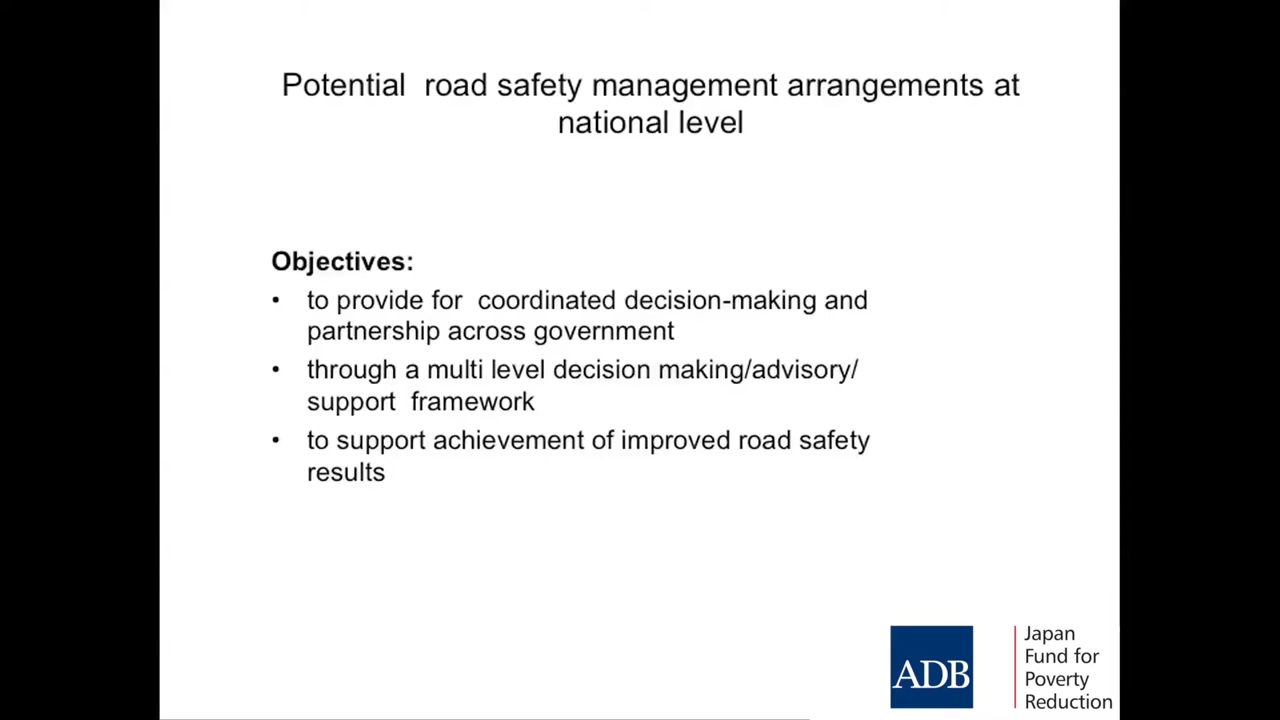 Potential road safety management arrangements at
national level
Objectives:
• to provide for coordinated decision-making and
partnership across government
• through a multi level decision making/advisory/
support framework
• to support achievement of improved road safety
results
ADB
Japan
Fund for
Poverty
Reduction